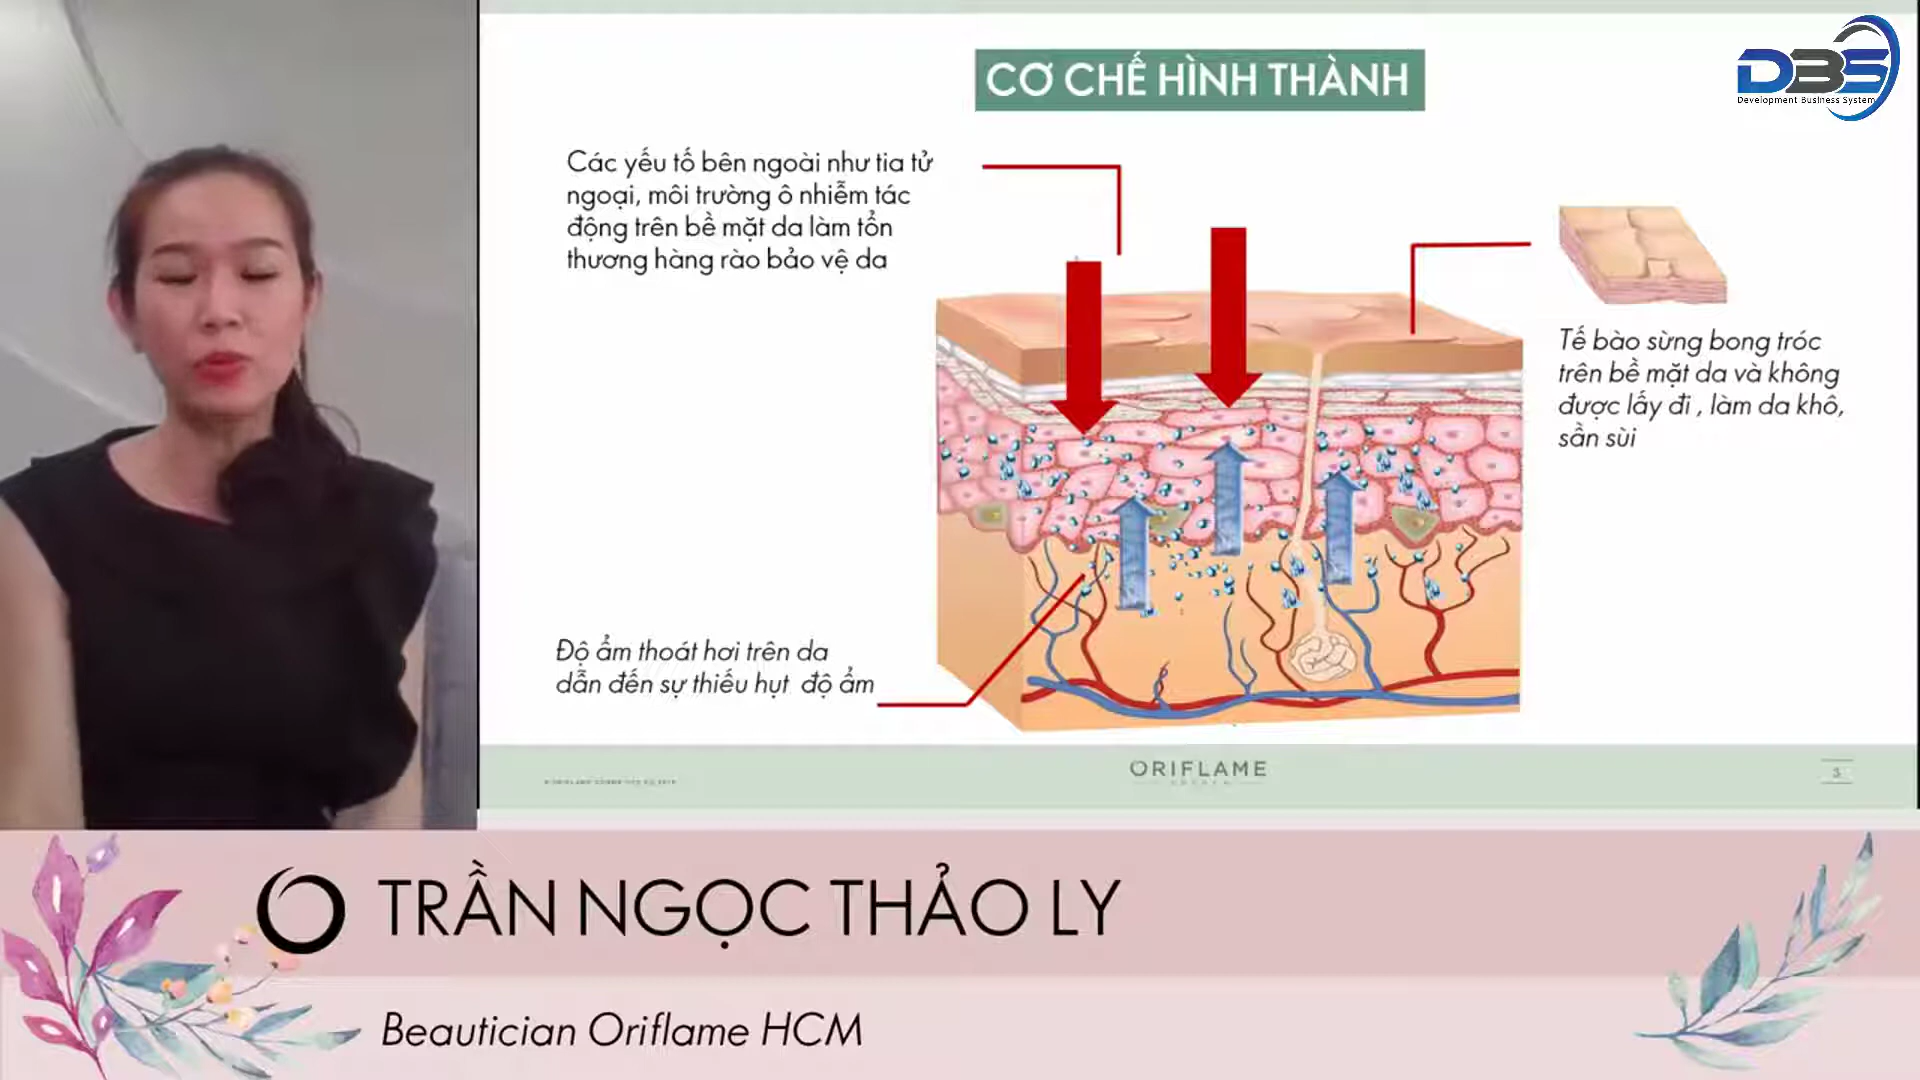 CƠ CHẾ HÌNH THÀNH
DBS
Development Business System
Các yếu tố bên ngoài như tia tử
ngoại, môi trường ô nhiễm tác
động trên bề mặt da làm tổn
thương hàng rào bảo vệ da
Tế bào sừng bong tróc
trên bề mặt da và không
được lấy đi , làm da khô,
sần sùi
Độ ẩm thoát hơi trên da
dẫn đến sự thiếu hụt độ ẩm
ORIFLAME
3
TRẦN NGỌC THẢO LY
Beautician Oriflame HCM